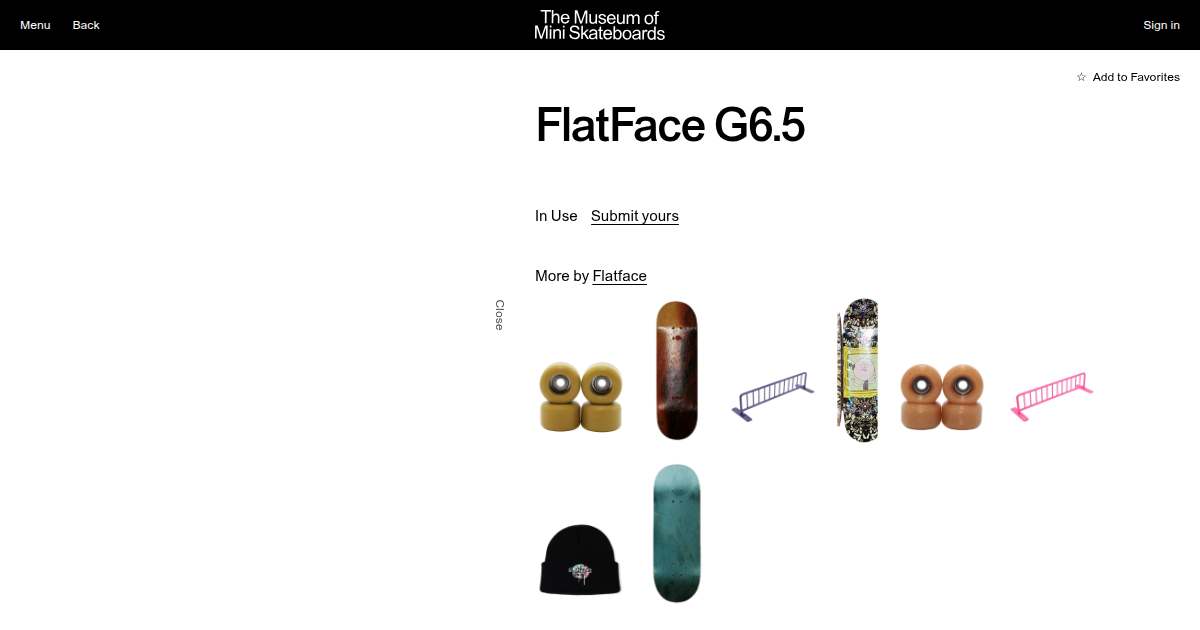 Menu
Back
The Museum of
Mini Skateboards
Sign in
☆ Add to Favorites
FlatFace G6.5
In Use
Submit yours
More by Flatface
Close